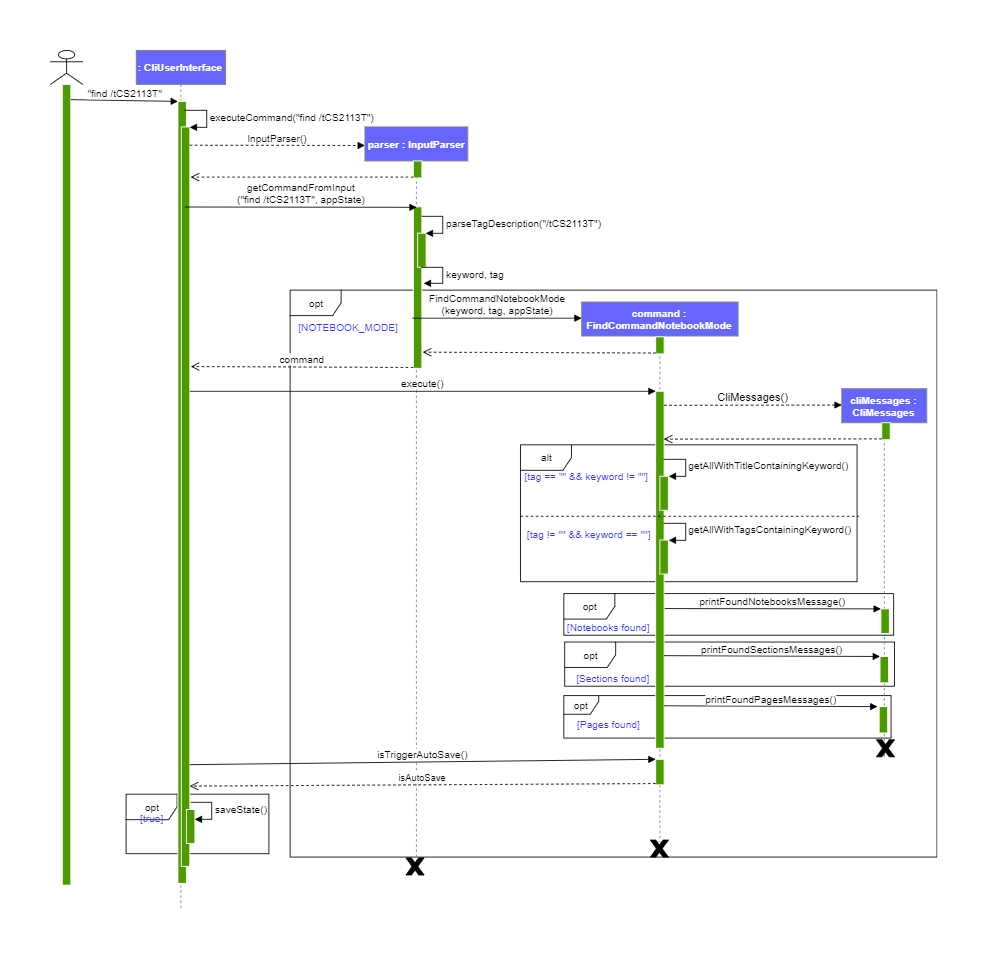 : CliUserInterface
"find /tCS2113T"
executeCommand("find /tCS2113T")
InputParser()
parser : InputParser
getCommandFromInput
("find /tCS2113T", appState)
parseTagDescription("/tCS2113T")
keyword, tag
opt
[NOTEBOOK_MODE]
FindCommandNotebookMode
(keyword, tag, appState)
command :
FindCommandNotebookMode
command
execute()
CliMessages()
cliMessages :
CliMessages
alt
[tag == "" && keyword != ""]
getAllWithTitleContainingKeyword()
[tag != "" && keyword == ""]
getAllWithTagsContainingKeyword()
opt
[Notebooks found]
printFoundNotebooksMessage()
opt
[Sections found]
printFoundSectionsMessages()
opt
[Pages found]
printFoundPagesMessages()
isTriggerAutoSave()
isAutoSave
opt
[true]
saveState()